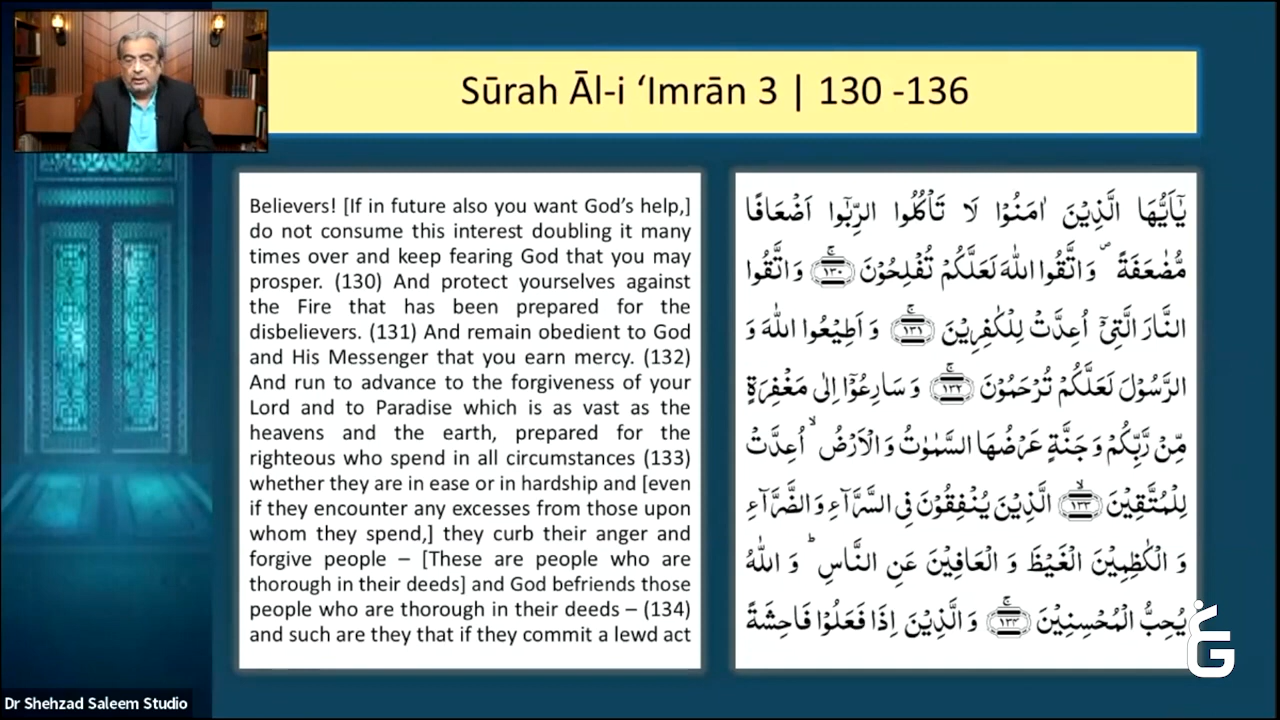 Sūrah Āl-i ‘Imrān 3 | 130 -136
Believers! [If in future also you want God’s help,]
do not consume this interest doubling it many
times over and keep fearing God that you may
prosper. (130) And protect yourselves against
the Fire that has been prepared for the
disbelievers. (131) And remain obedient to God
and His Messenger that you earn mercy. (132)
And run to advance to the forgiveness of your
Lord and to Paradise which is as vast as the
heavens and the earth, prepared for the
righteous who spend in all circumstances (133)
whether they are in ease or in hardship and [even
if they encounter any excesses from those upon
whom they spend,] they curb their anger and
forgive people – [These are people who are
thorough in their deeds] and God befriends those
people who are thorough in their deeds – (134)
and such are they that if they commit a lewd act
يٰٓاَيُّهَا الَّذِيْنَ اٰمَنُوْا لَا تَاْكُلُوا الرِّبٰٓوا اَضْعَافًا
مُّضٰعَفَةً ۪ وَاتَّقُوا اللّٰهَ لَعَلَّكُمْ تُفْلِحُوْنَ ۚ ﴿١٣٠﴾ وَاتَّقُوا
النَّارَ الَّتِيْٓ اُعِدَّتْ لِلْكٰفِرِيْنَ ۚ ﴿١٣١﴾ وَ اَطِيْعُوا اللّٰهَ وَ
الرَّسُوْلَ لَعَلَّكُمْ تُرْحَمُوْنَ ۚ ﴿١٣٢﴾ وَ سَارِعُوْٓا اِلٰى مَغْفِرَةٍ
مِّنْ رَّبِّكُمْ وَ جَنَّةٍ عَرْضُهَا السَّمٰوٰتُ وَ الْاَرْضُ ۙ اُعِدَّتْ
لِلْمُتَّقِيْنَ ۙ ﴿١٣٣﴾ الَّذِيْنَ يُنْفِقُوْنَ فِى السَّرَّآءِ وَ الضَّرَّآءِ
وَ الْكٰظِمِيْنَ الْغَيْظَ وَ الْعَافِيْنَ عَنِ النَّاسِ ؕ وَ اللّٰهُ
يُحِبُّ الْمُحْسِنِيْنَ ۚ ﴿١٣٤﴾ وَ الَّذِيْنَ اِذَا فَعَلُوْا فَاحِشَةً
Dr Shehzad Saleem Studio